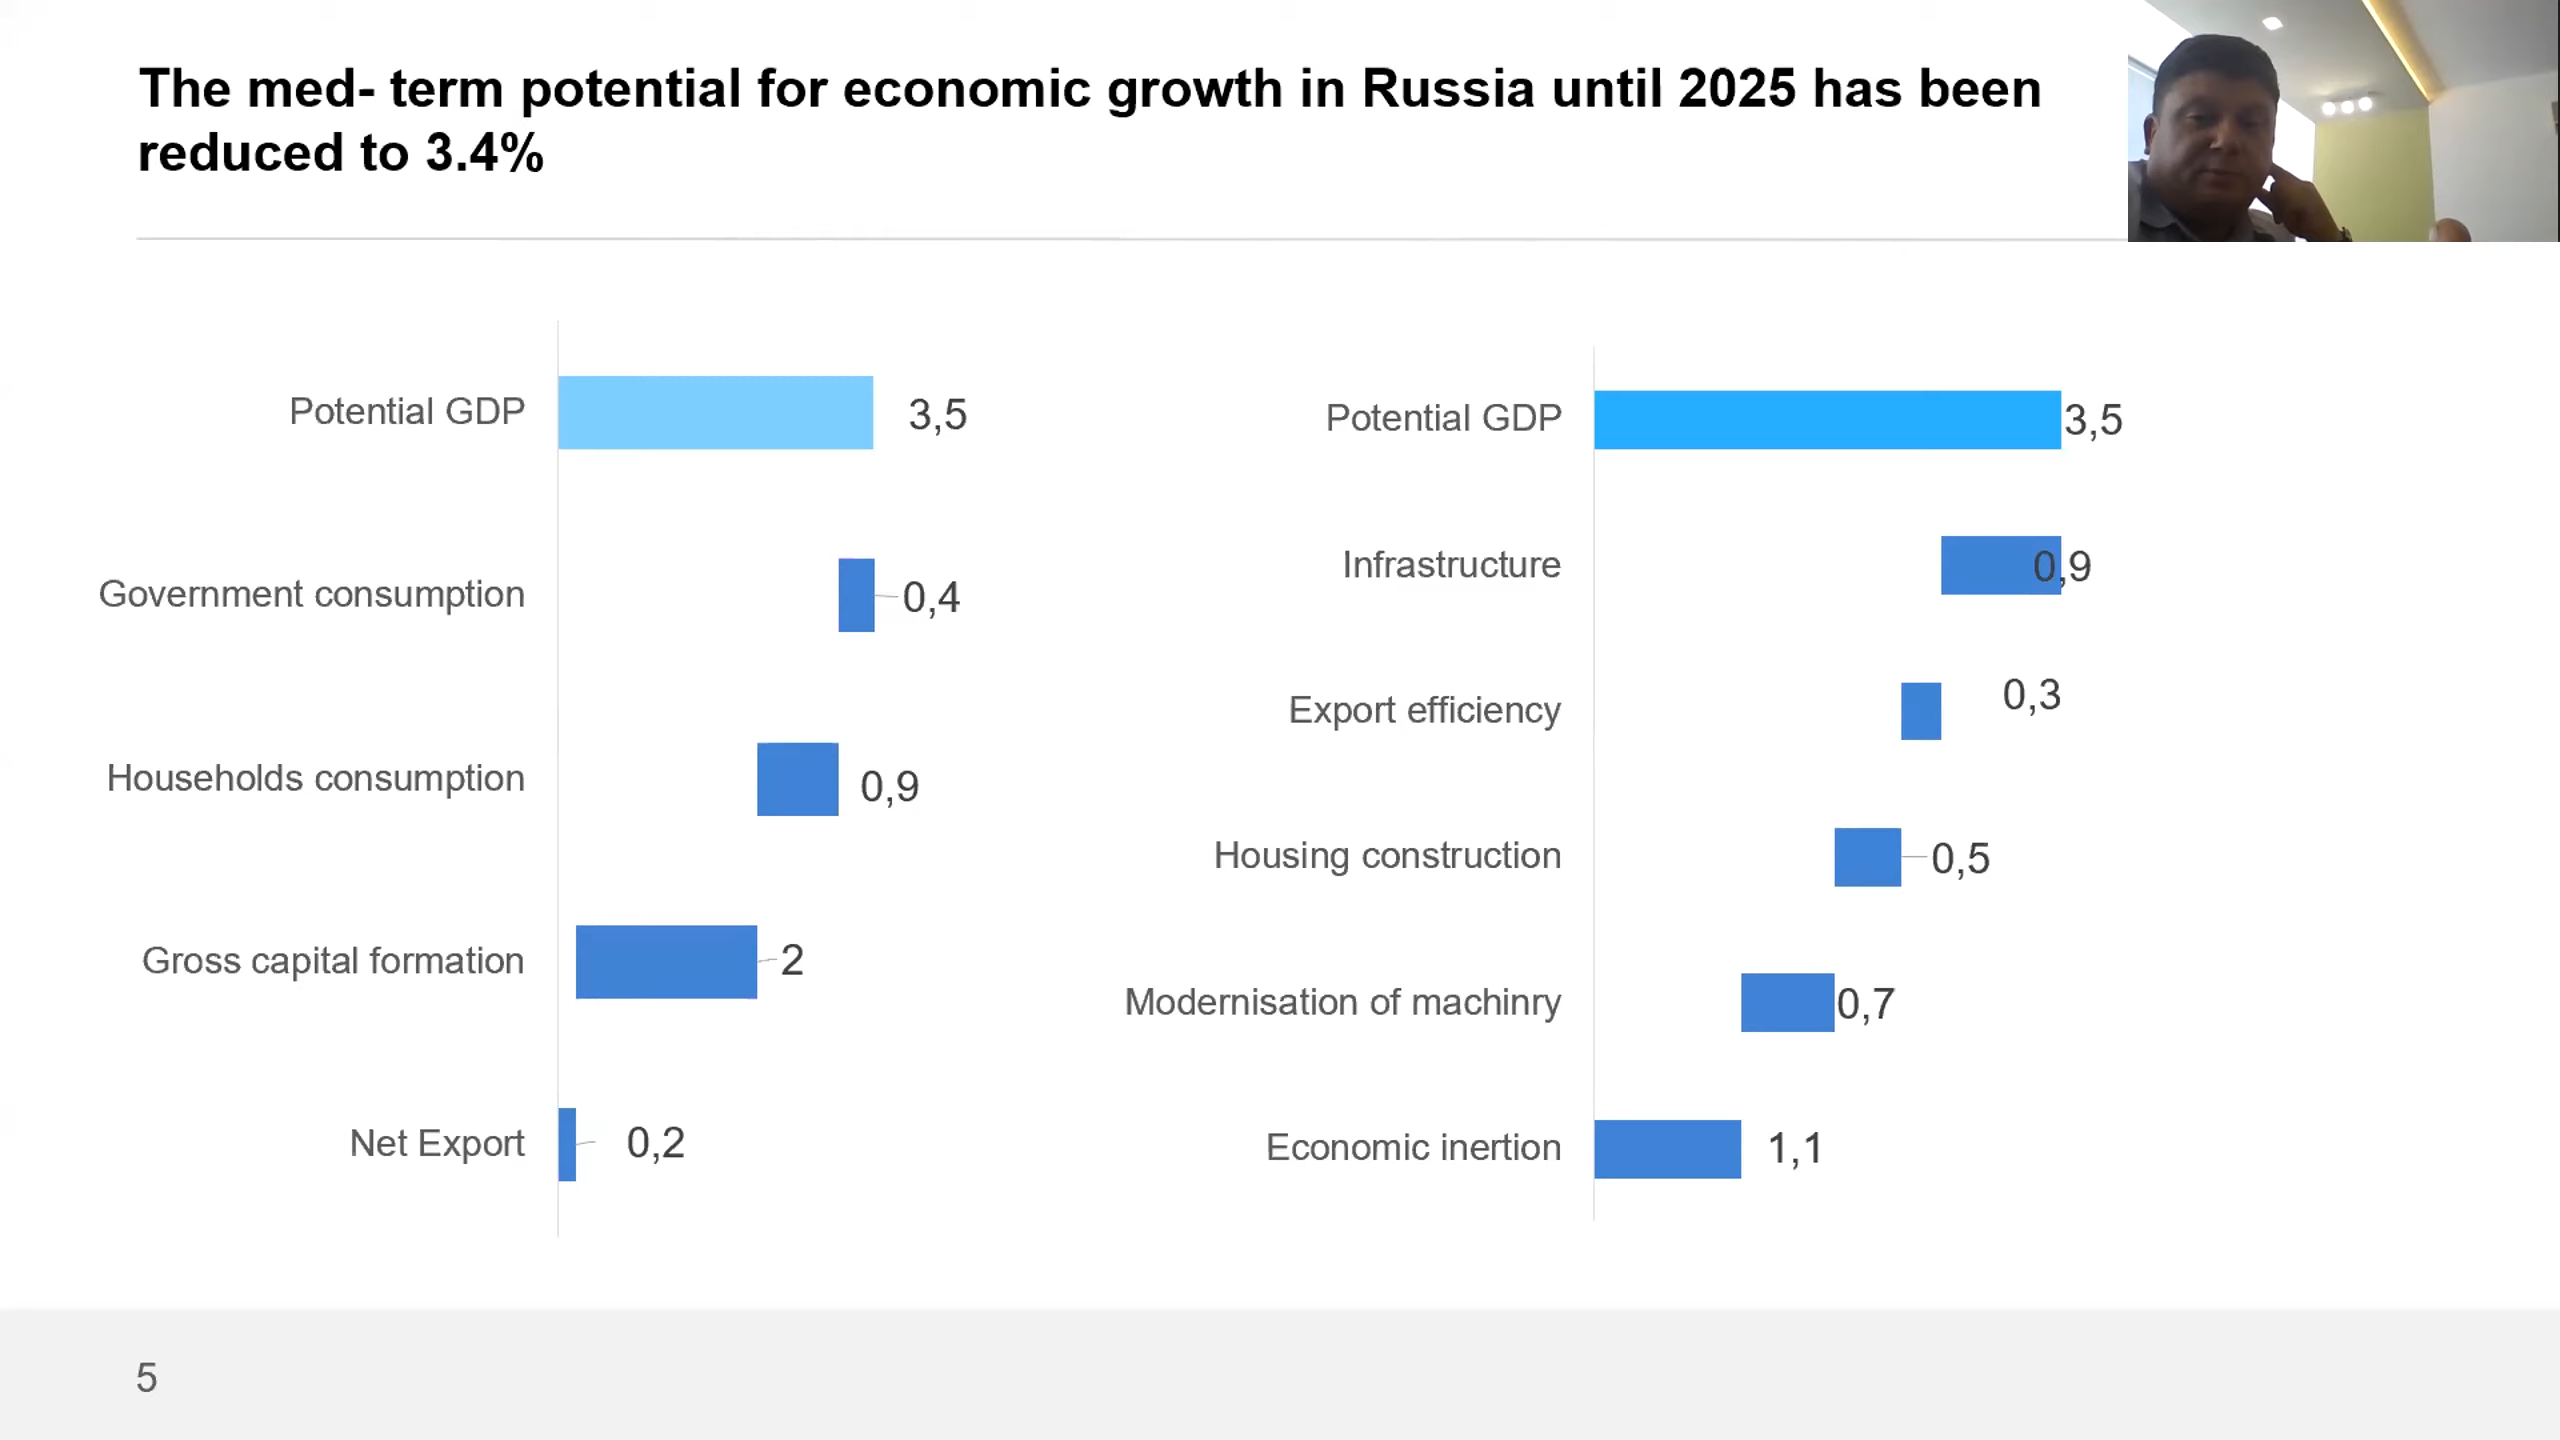 The med- term potential for economic growth in Russia until 2025 has been
reduced to 3.4%
Potential GDP 3,5
Government consumption 0,4
Households consumption 0,9
Gross capital formation 2
Net Export 0,2
Potential GDP 3,5
Infrastructure 0,9
Export efficiency 0,3
Housing construction 0,5
Modernisation of machinry 0,7
Economic inertion 1,1
5